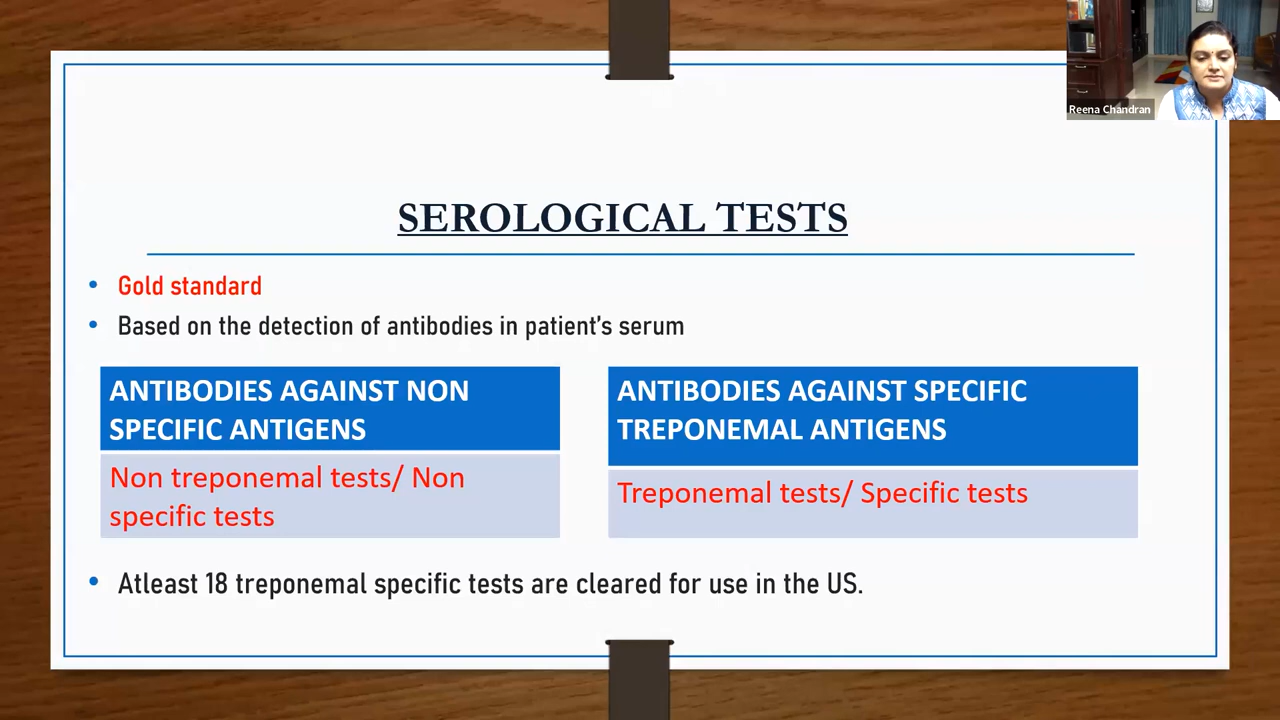 Reena Chandran
SEROLOGICAL TESTS
• Gold standard
• Based on the detection of antibodies in patient's serum
ANTIBODIES AGAINST NON
SPECIFIC ANTIGENS
Non treponemal tests/ Non
specific tests
ANTIBODIES AGAINST SPECIFIC
TREPONEMAL ANTIGENS
Treponemal tests/ Specific tests
• Atleast 18 treponemal specific tests are cleared for use in the US.